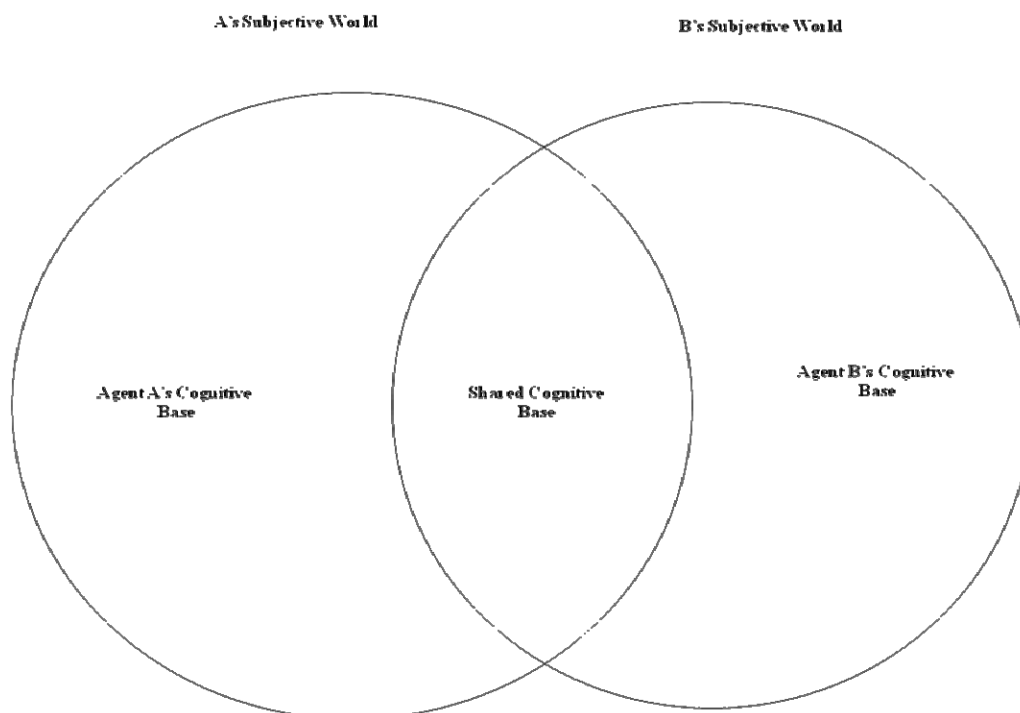 A's Subjective World
B's Subjective World
Agent A's Cognitive
Base
Shared Cognitive
Base
Agent B's Cognitive
Base